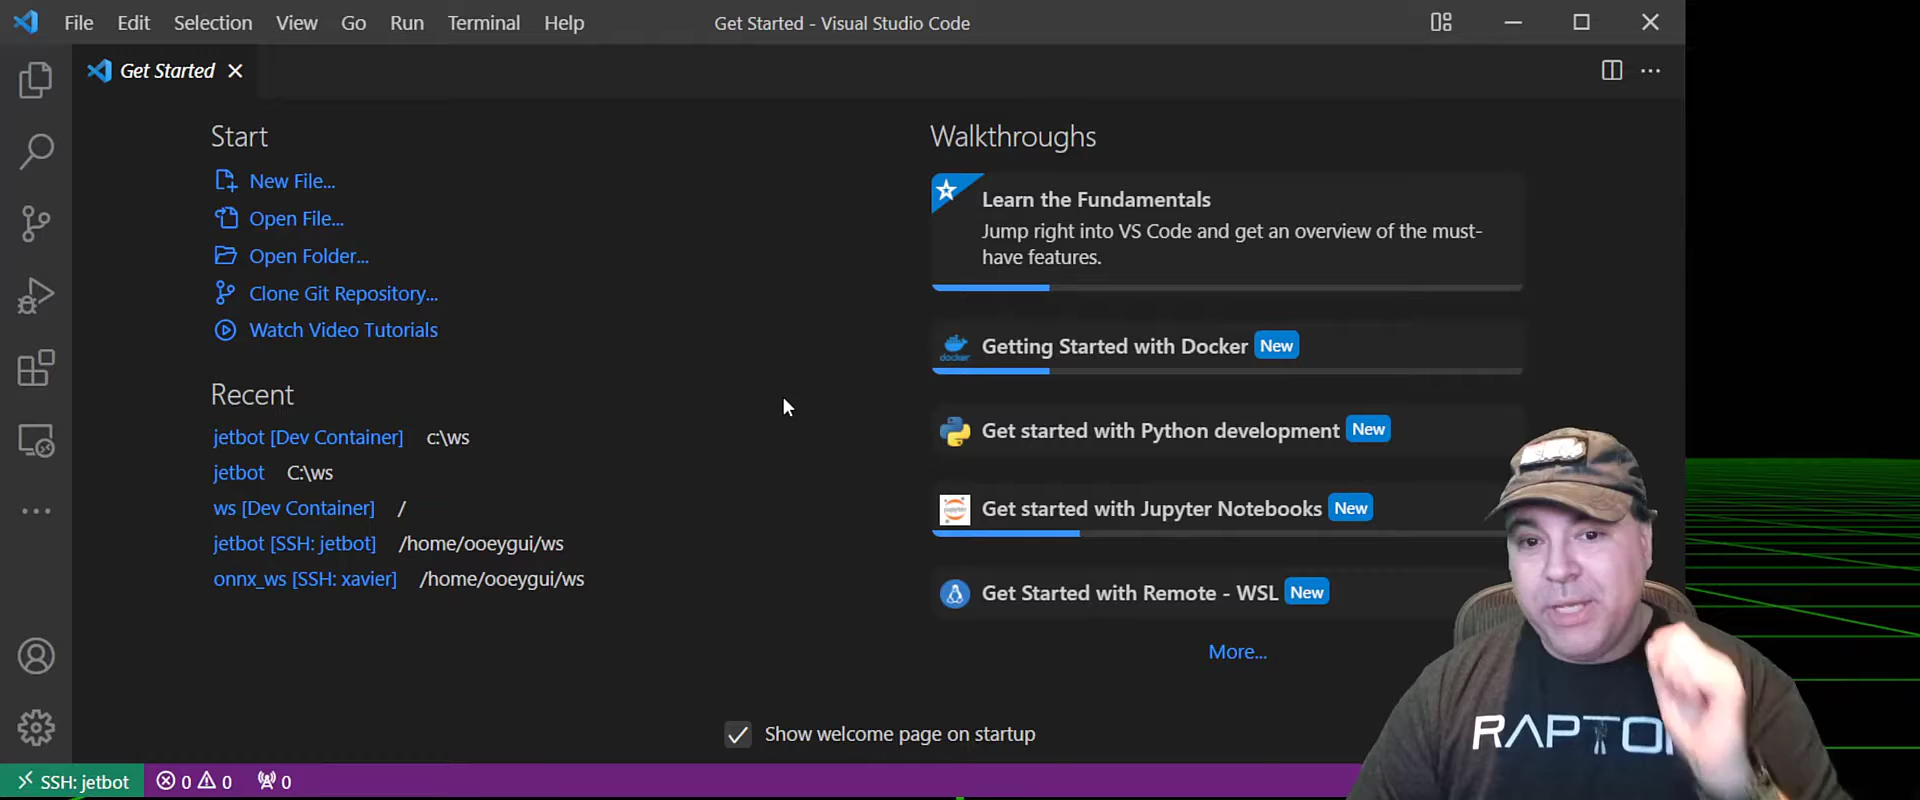 File Edit Selection View Go Run Terminal Help Get Started - Visual Studio Code
Get Started
Start
New File...
Open File...
Open Folder...
Clone Git Repository...
Watch Video Tutorials
Recent
jetbot [Dev Container] c:\ws
jetbot C:\ws
ws [Dev Container] /
jetbot [SSH: jetbot] /home/ooeygui/ws
onnx_ws [SSH: xavier] /home/ooeygui/ws
Walkthroughs
Learn the Fundamentals
Jump right into VS Code and get an overview of the must-
have features.
docker
Getting Started with Docker New
Get started with Python development New
Get started with Jupyter Notebooks New
Get Started with Remote - WSL New
More...
Show welcome page on startup
RAPTO
SSH: jetbot 0 0 0